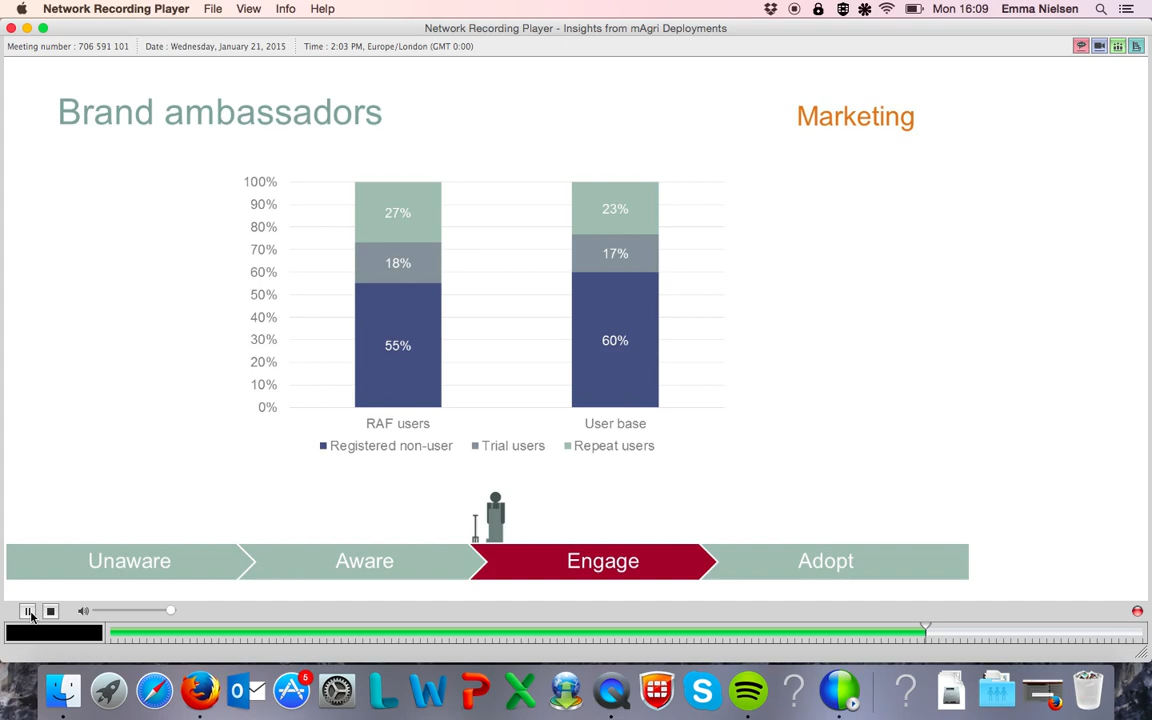 Network Recording Player File View Info Help Mon 16:09 Emma Nielsen
Network Recording Player - Insights from mAgri Deployments
Meeting number : 706 591 101 Date : Wednesday, January 21, 2015 Time : 2:03 PM, Europe/London (GMT 0:00)
Brand ambassadors
Marketing
100%
90%
80%
70%
60%
50%
40%
30%
20%
10%
0%
27%
18%
55%
23%
17%
60%
RAF users User base
Registered non-user Trial users Repeat users
Unaware Aware Engage Adopt
5